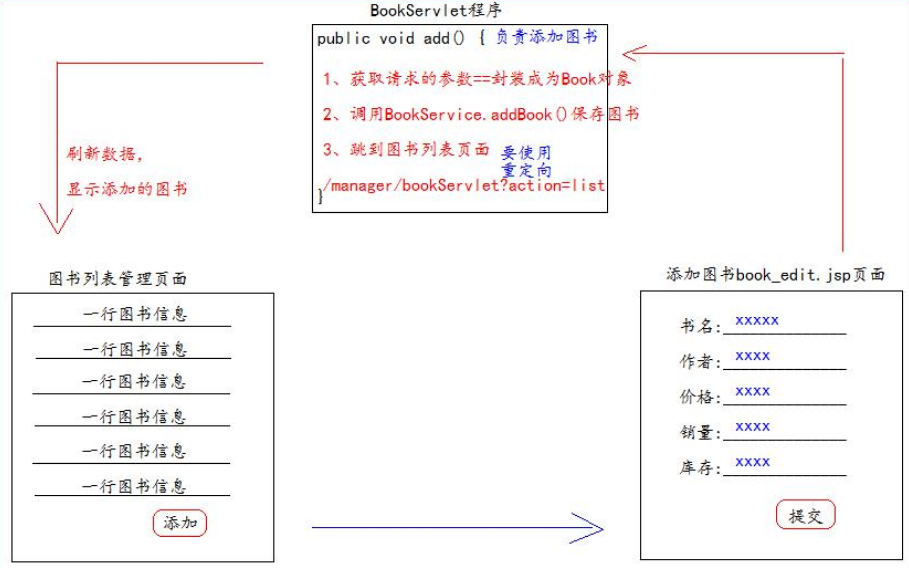 BookServlet程序
public void add() { 负责添加图书
1、获取请求的参数==封装成为Book对象
2、调用BookService.addBook()保存图书
3、跳到图书列表页面 要使用
重定向
/manager/bookServlet?action=list
}
刷新数据,
显示添加的图书
图书列表管理页面
一行图书信息
一行图书信息
一行图书信息
一行图书信息
一行图书信息
一行图书信息
添加
添加图书book_edit.jsp页面
书名: xxxxx
作者: xxxx
价格: xxxx
销量: xxxx
库存: xxxx
提交